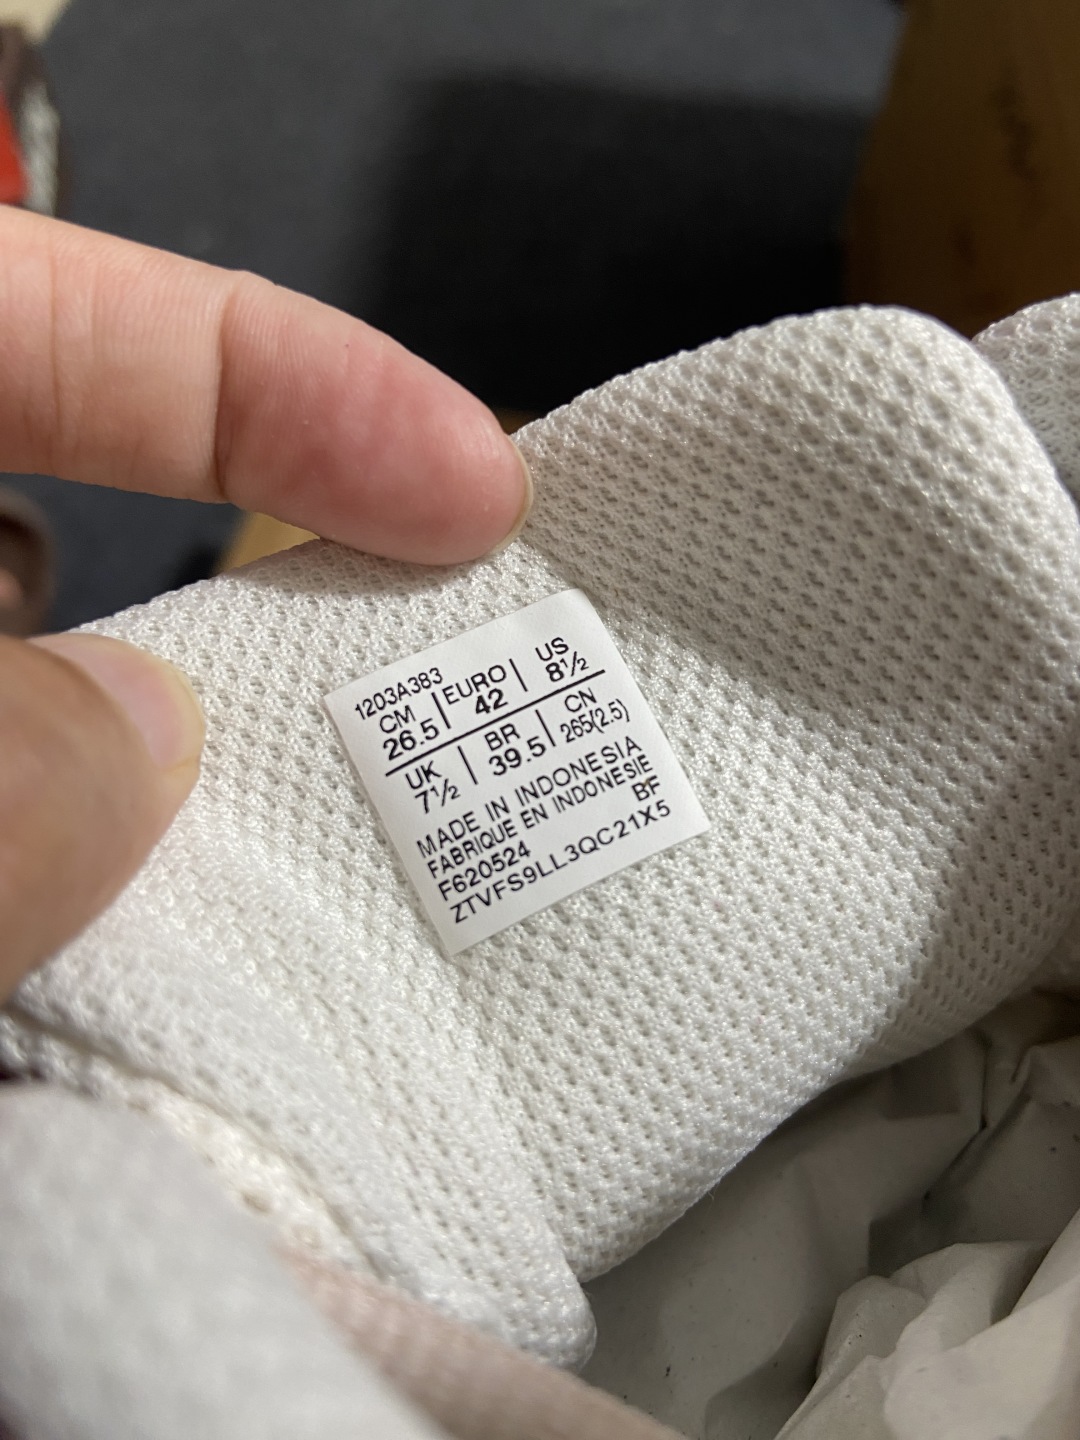 1203A383
CM | EURO | US
26.5 | 42 | 8½
UK | BR | CN
7½ | 39.5 | 265(2.5)
MADE IN INDONESIA
FABRIQUE EN INDONESIE
F620524 BF
ZTVFS9LL3QC21X5